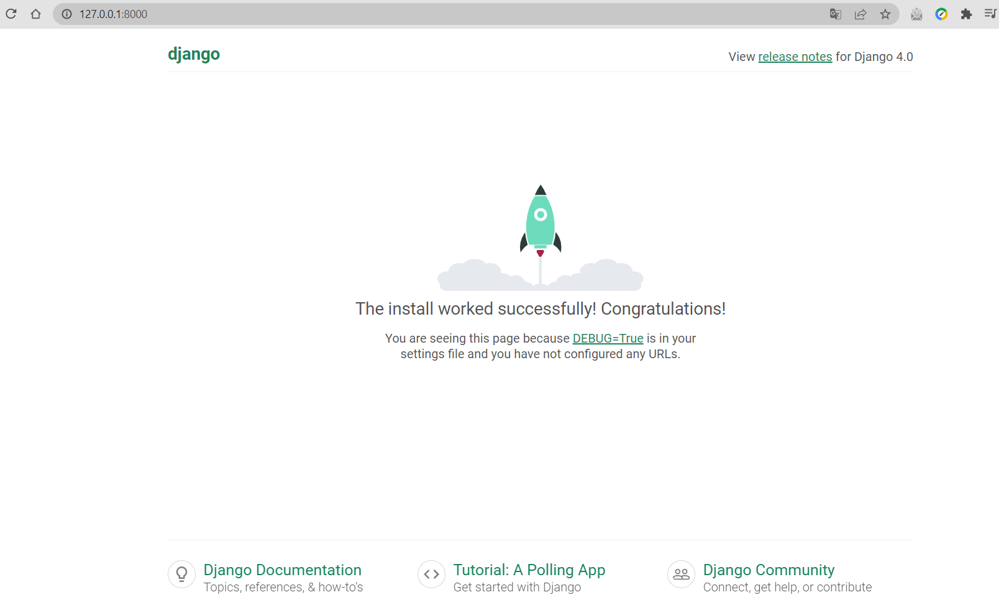 127.0.0.1:8000
django
View release notes for Django 4.0
The install worked successfully! Congratulations!
You are seeing this page because DEBUG=True is in your
settings file and you have not configured any URLs.
Django Documentation
Topics, references, & how-to’s
Tutorial: A Polling App
Get started with Django
Django Community
Connect, get help, or contribute